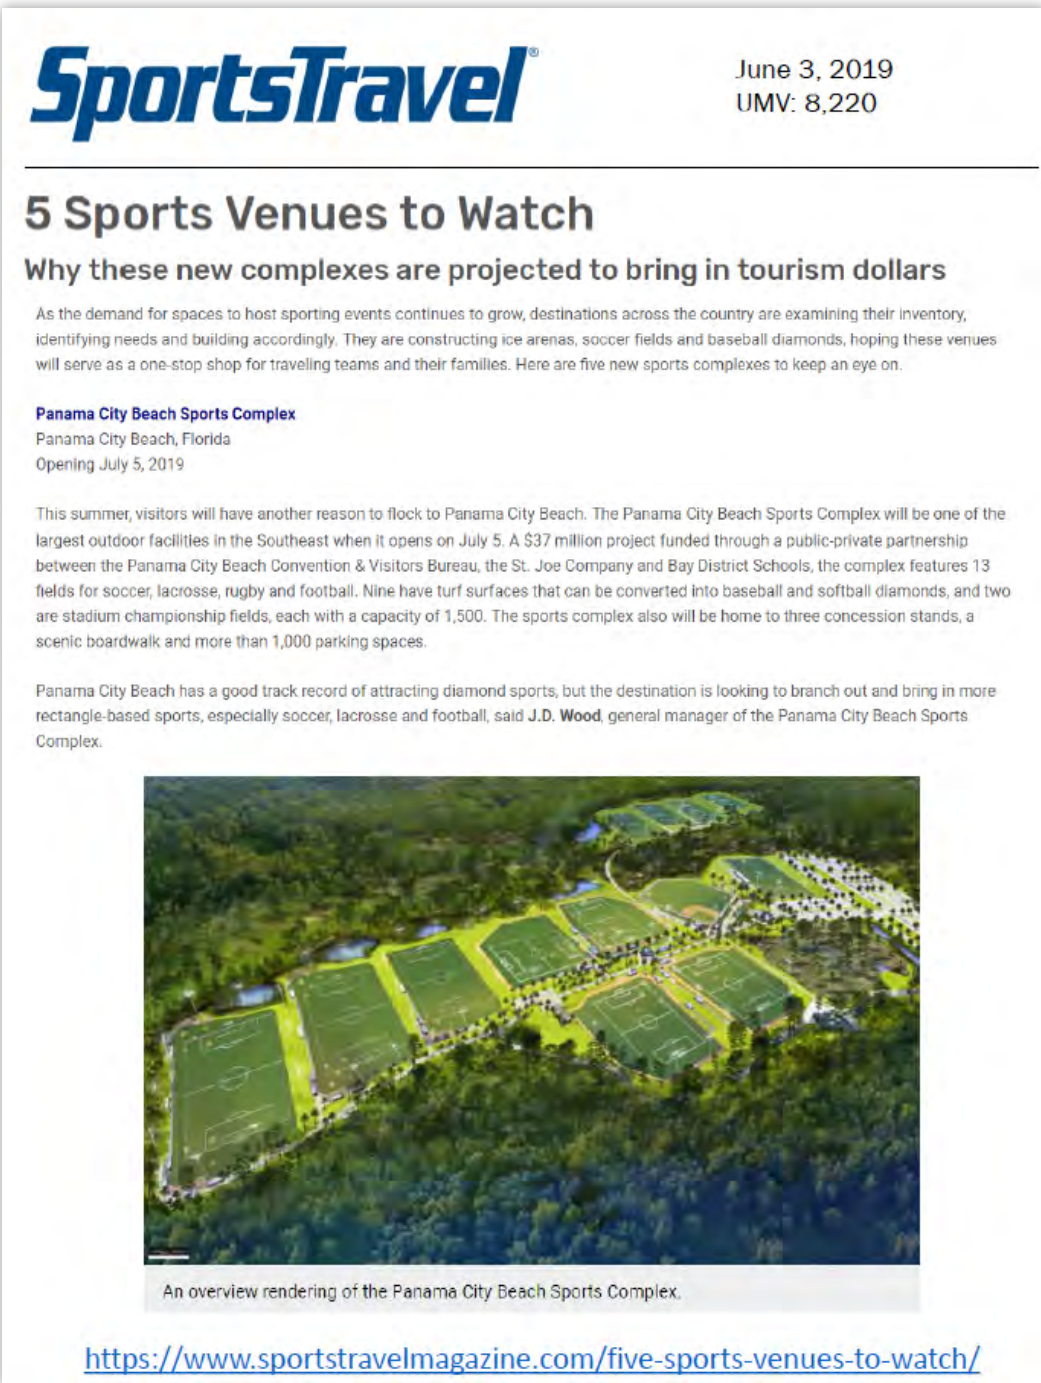 SportsTravel®
June 3, 2019
UMV: 8,220
5 Sports Venues to Watch
Why these new complexes are projected to bring in tourism dollars
As the demand for spaces to host sporting events continues to grow, destinations across the country are examining their inventory,
identifying needs and building accordingly. They are constructing ice arenas, soccer fields and baseball diamonds, hoping these venues
will serve as a one-stop shop for traveling teams and their families. Here are five new sports complexes to keep an eye on.
Panama City Beach Sports Complex
Panama City Beach, Florida
Opening July 5, 2019
This summer, visitors will have another reason to flock to Panama City Beach. The Panama City Beach Sports Complex will be one of the
largest outdoor facilities in the Southeast when it opens on July 5. A $37 million project funded through a public-private partnership
between the Panama City Beach Convention & Visitors Bureau, the St. Joe Company and Bay District Schools, the complex features 13
fields for soccer, lacrosse, rugby and football. Nine have turf surfaces that can be converted into baseball and softball diamonds, and two
are stadium championship fields, each with a capacity of 1,500. The sports complex also will be home to three concession stands, a
scenic boardwalk and more than 1,000 parking spaces.
Panama City Beach has a good track record of attracting diamond sports, but the destination is looking to branch out and bring in more
rectangle-based sports, especially soccer, lacrosse and football, said J.D. Wood, general manager of the Panama City Beach Sports
Complex.
An overview rendering of the Panama City Beach Sports Complex.
https://www.sportstravelmagazine.com/five-sports-venues-to-watch/